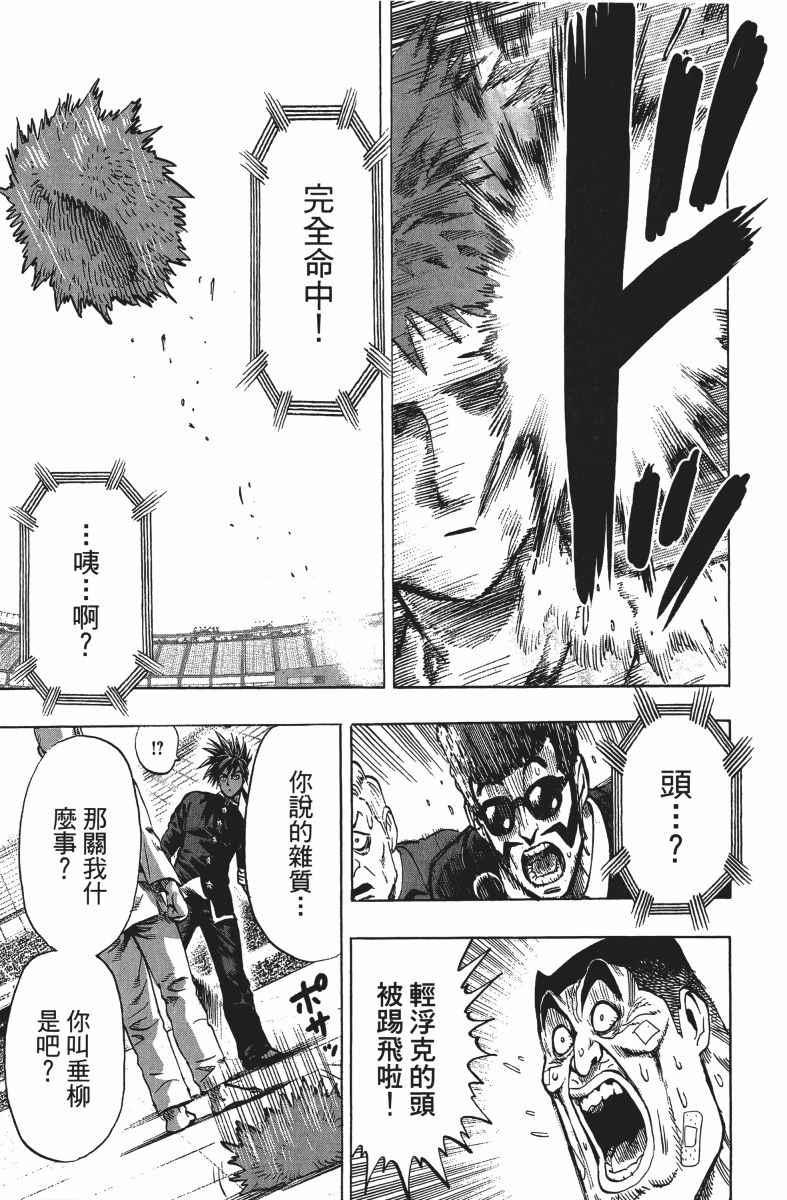 ドッ
完全命中！
…咦…啊？
頭…？
輕浮克的頭
被踢飛啦！
你說的雜質…
!?
那關我什
麼事？
你叫垂柳
是吧？
ポサッ